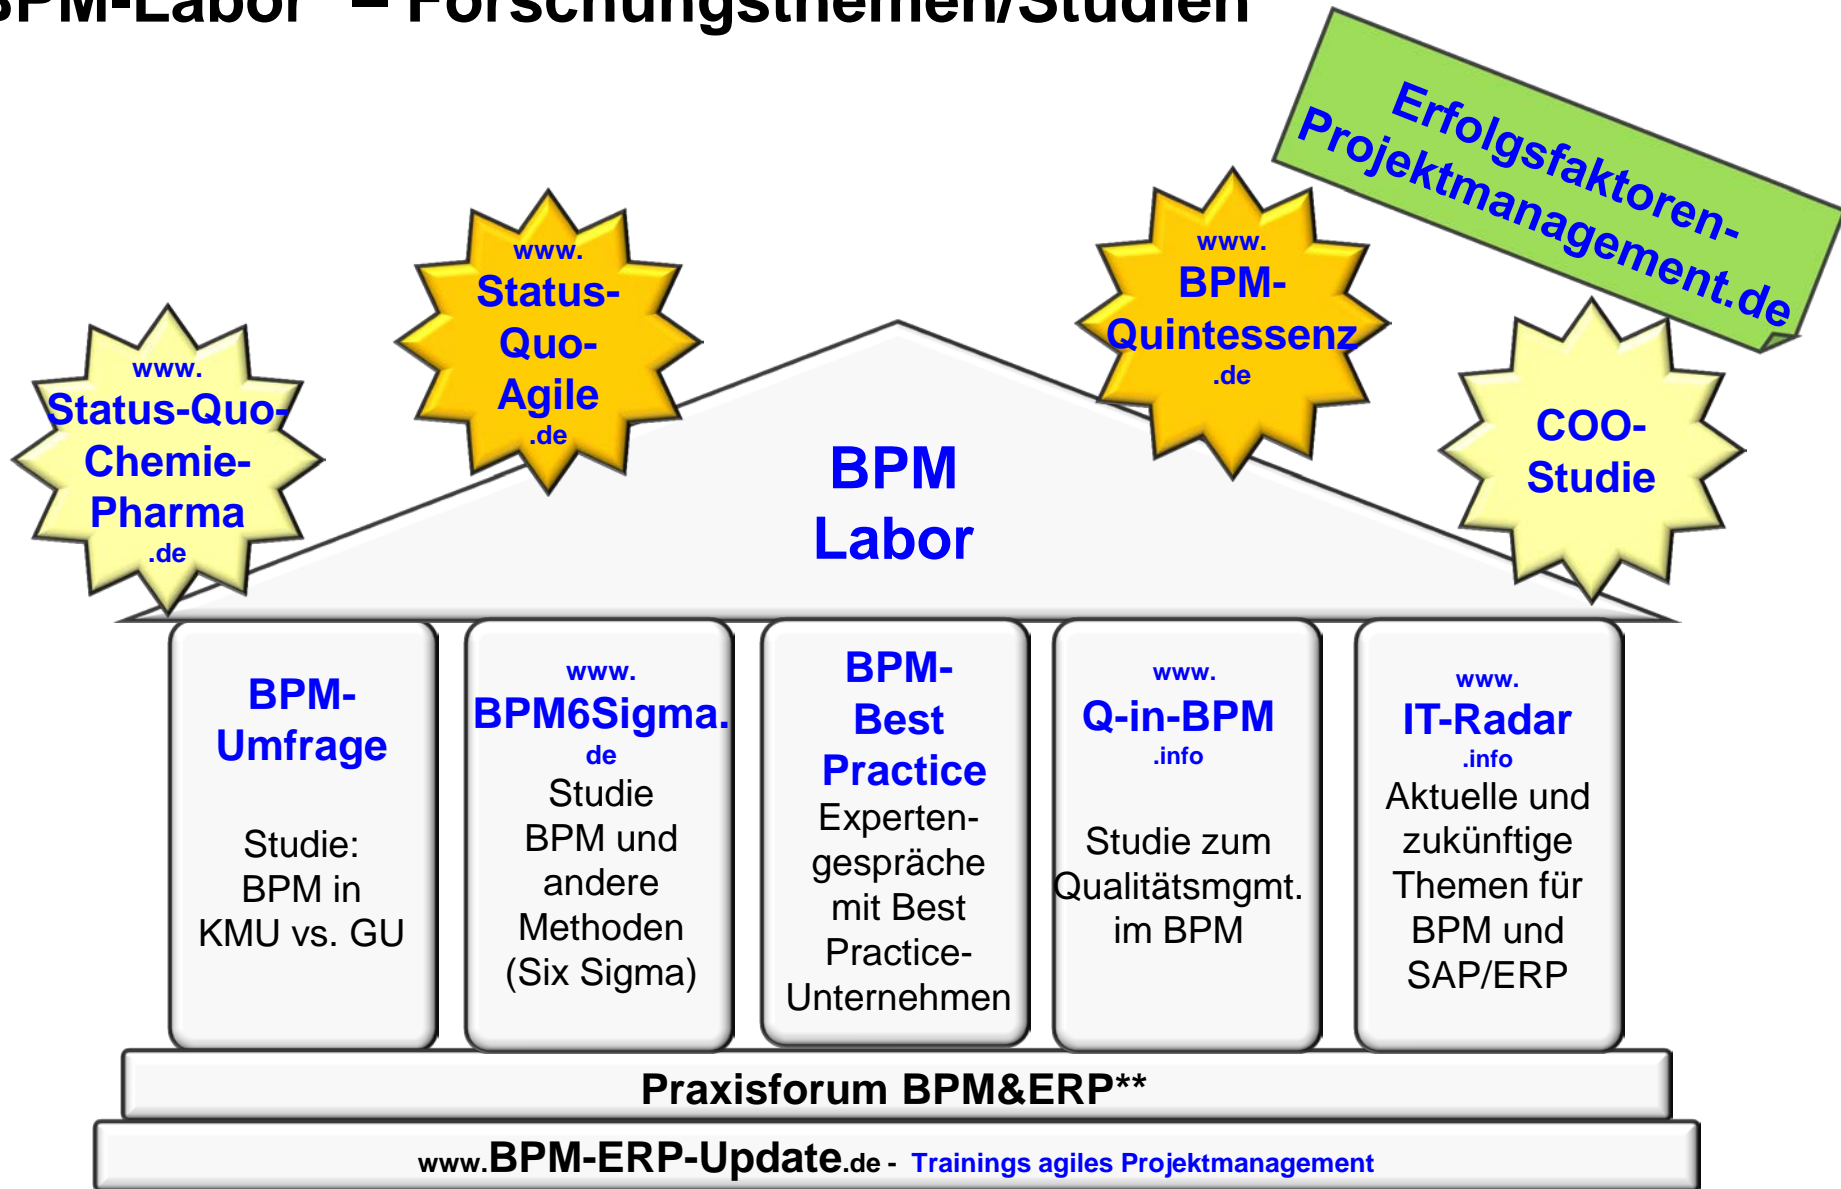 BPM-Labor – Forschungsthemen/Studien
Erfolgsfaktoren-
Projektmanagement.de
www.
Status-
Quo-
Agile
.de
www.
BPM-
Quintessenz
.de
www.
Status-Quo-
Chemie-
Pharma
.de
COO-
Studie
BPM
Labor
BPM-
Umfrage
Studie:
BPM in
KMU vs. GU
www.
BPM6Sigma.
de
Studie
BPM und
andere
Methoden
(Six Sigma)
BPM-
Best
Practice
Experten-
gespräche
mit Best
Practice-
Unternehmen
www.
Q-in-BPM
.info
Studie zum
Qualitätsmgmt.
im BPM
www.
IT-Radar
.info
Aktuelle und
zukünftige
Themen für
BPM und
SAP/ERP
Praxisforum BPM&ERP**
www.BPM-ERP-Update.de - Trainings agiles Projektmanagement